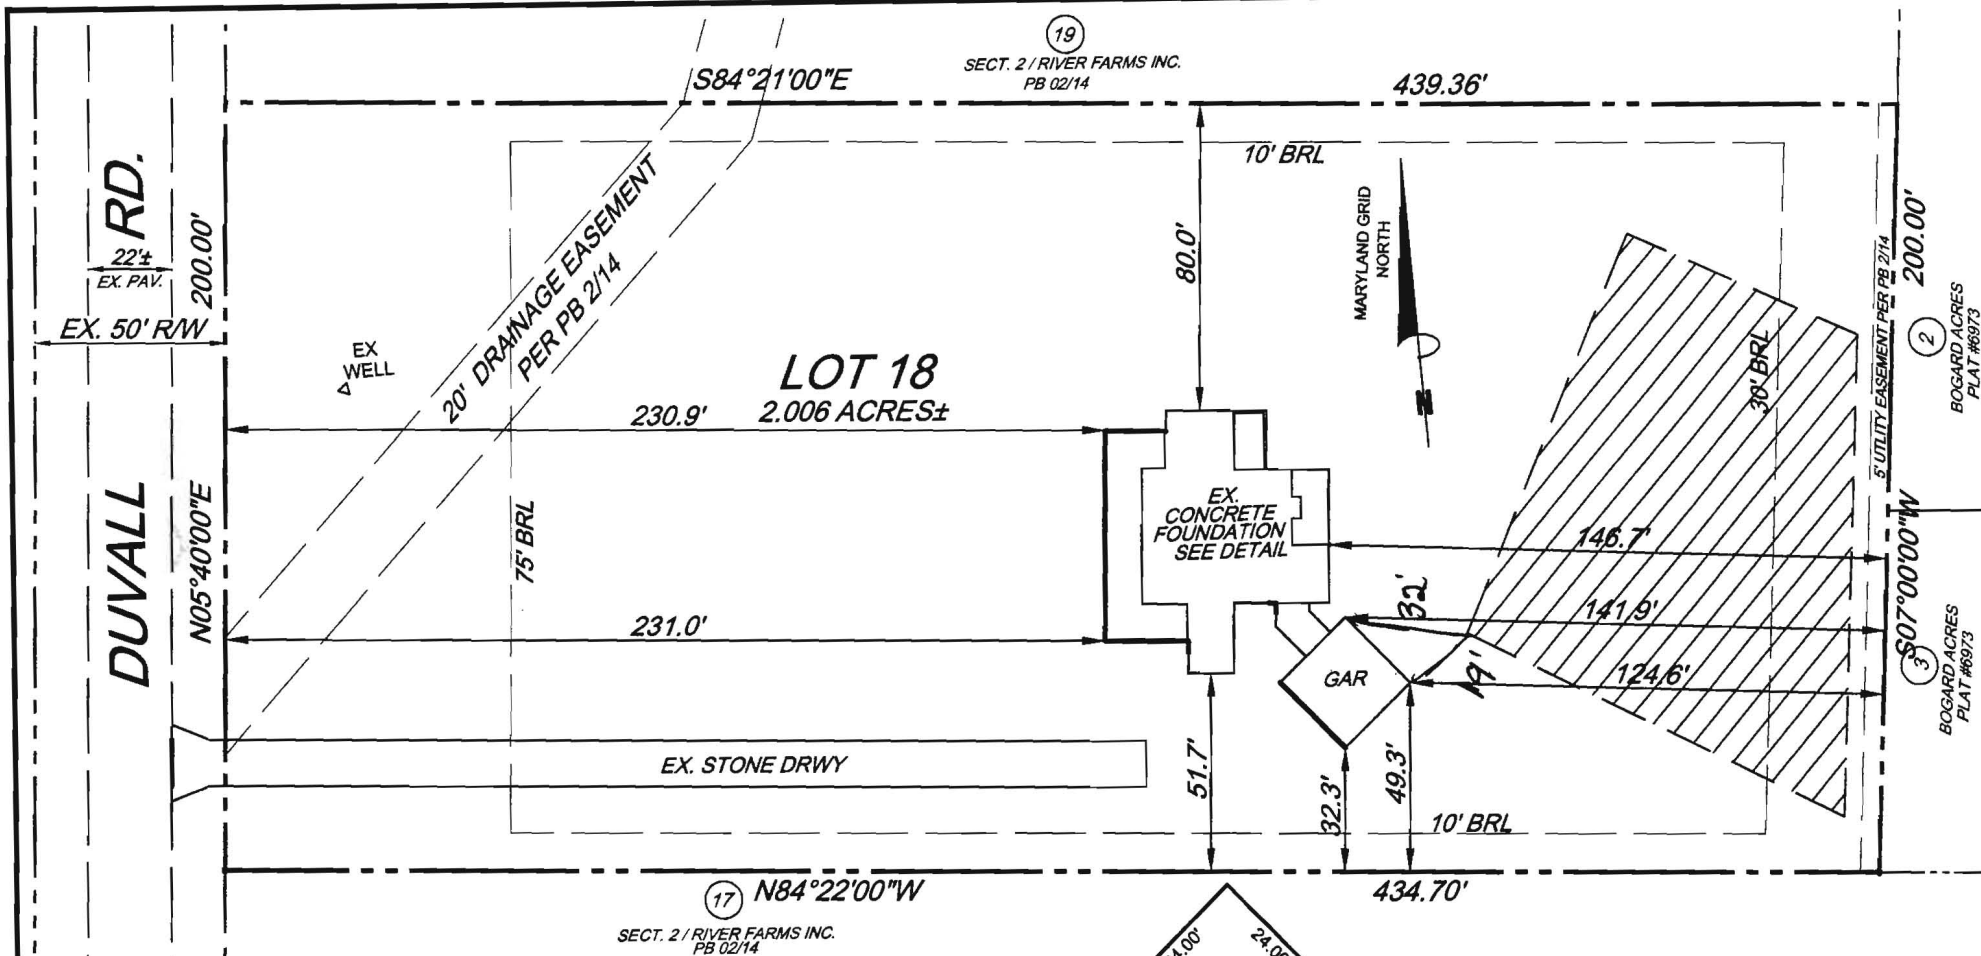 19
SECT. 2 / RIVER FARMS INC.
PB 02/14
S84°21'00"E
439.36'
10' BRL
DUVALL RD.
22'±
EX. PAV.
EX. 50' R/W
200.00'
N05°40'00"E
20' DRAINAGE EASEMENT
PER PB 2/14
EX
WELL
75' BRL
LOT 18
2.006 ACRES±
230.9'
231.0'
80.0'
MARYLAND GRID
NORTH
N
EX.
CONCRETE
FOUNDATION
SEE DETAIL
146.7'
32'
141.9'
19'
124.6'
GAR
30' BRL
5' UTLITY EASEMENT PER PB 2/14
200.00'
S07°00'00"W
2
BOGARD ACRES
PLAT #6973
3
BOGARD ACRES
PLAT #6973
EX. STONE DRWY
51.7'
32.3'
49.3'
10' BRL
17
N84°22'00"W
434.70'
SECT. 2 / RIVER FARMS INC.
PB 02/14